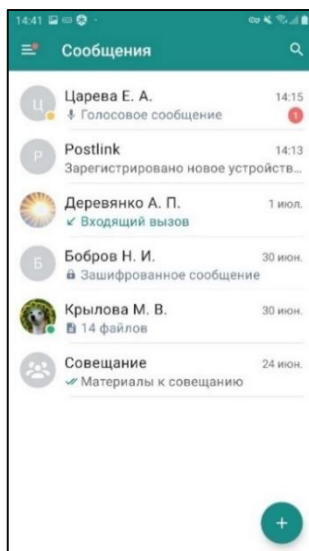 14:41
Сообщения
Ц
Царева Е. А.
14:15
Голосовое сообщение
1
P
Postlink
14:13
Зарегистрировано новое устройств...
Деревянко А. П.
1 июл.
Входящий вызов
Б
Бобров Н. И.
30 июн.
Зашифрованное сообщение
Крылова М. В.
30 июн.
14 файлов
Совещание
24 июн.
Материалы к совещанию